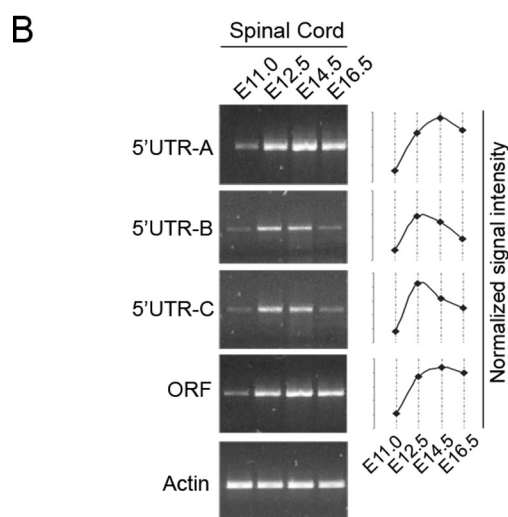 B
Spinal Cord
E11.0 E12.5 E14.5 E16.5
5'UTR-A
5'UTR-B
5'UTR-C
ORF
Actin
Normalized signal intensity
E11.0 E12.5 E14.5 E16.5